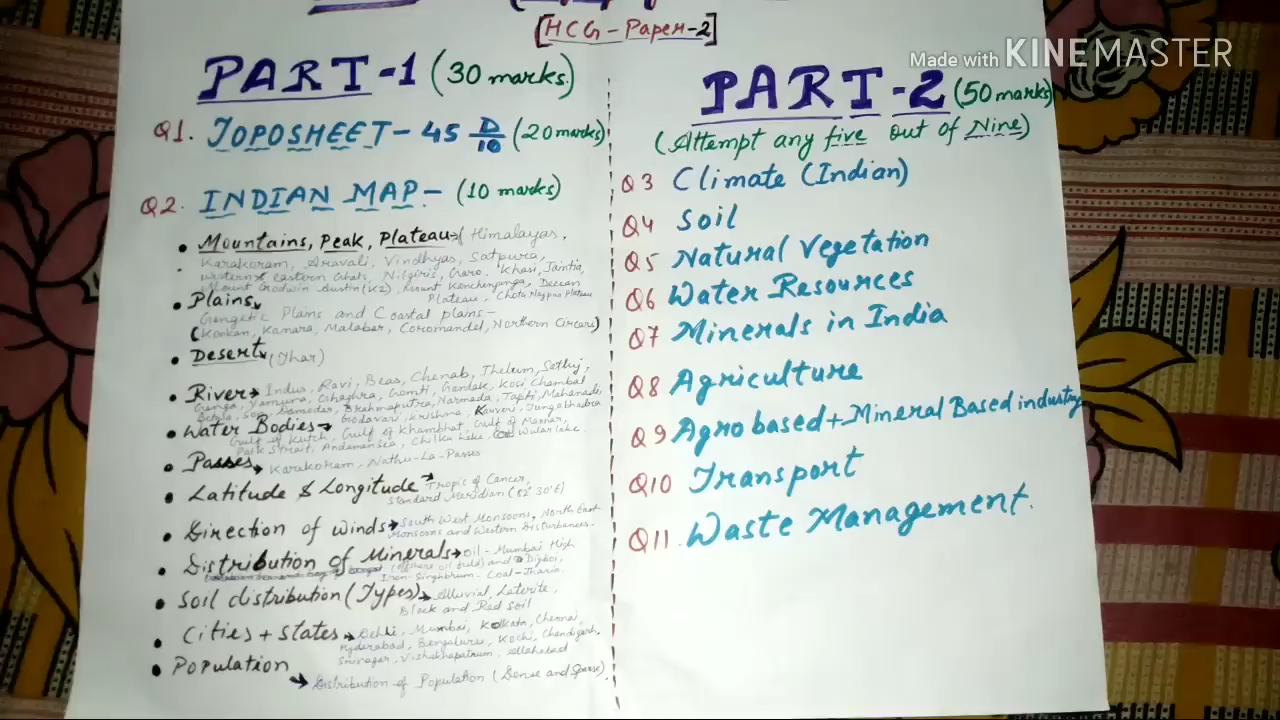 [HCG-Paper-2]
Made with KINEMASTER
PART-1 (30 marks)
Q1. TOPOSHEET - 45 D/10 (20 marks)
Q2. INDIAN MAP - (10 marks)
• Mountains, Peak, Plateau → (Himalayas,
Karakoram, Aravali, Vindhyas, Satpura,
Western & eastern Ghats, Nilgiris, Garo, Khasi, Jaintia,
Mount Godwin Austin (K2), Mount Kanchenjunga, Deccan
Plateau, Chota Nagpur Plateau
• Plains
Gangetic Plains and Coastal plains -
(Konkan, Kanara, Malabar, Coromandel, Northern Circars)
• Desert (Thar)
• River → Indus, Ravi, Beas, Chenab, Jhelum, Satluj,
Ganga, Yamuna, Ghaghra, Gomti, Gandak, Kosi Chambal
Betwa, Son, Damodar, Brahmaputra, Narmada, Tapti, Mahanadi,
Godavari, Krishna, Kauveri, Tungabhadra
• Water Bodies →
Gulf of Kutch, Gulf of Khambhat, Gulf of Mannar,
Palk Strait, Andaman Sea, Chilka Lake, Wular lake.
• Passes → Karakoram, Nathu-La-Passes
• Latitude & Longitude → Tropic of Cancer,
Standard Meridian (82° 30'E)
• Direction of winds → South West Monsoons, North East
Monsoons and Western Disturbances.
• Distribution of Minerals → oil - Mumbai High
(offshore oil field) and Digboi,
Iron - Singhbhum - Coal - Jharia
• Soil distribution (Types) → Alluvial, Laterite,
Black and Red soil
• Cities + states → Delhi, Mumbai, Kolkata, Chennai,
Hyderabad, Bengaluru, Kochi, Chandigarh,
Srinagar, Vishakhapatnam, Allahabad
• Population
→ Distribution of Population (Dense and Sparse)
PART-2 (50 marks)
(Attempt any five out of Nine)
Q3 Climate (Indian)
Q4 Soil
Q5 Natural Vegetation
Q6 Water Resources
Q7 Minerals in India
Q8 Agriculture
Q9 Agro based + Mineral Based industry
Q10 Transport
Q11. Waste Management.